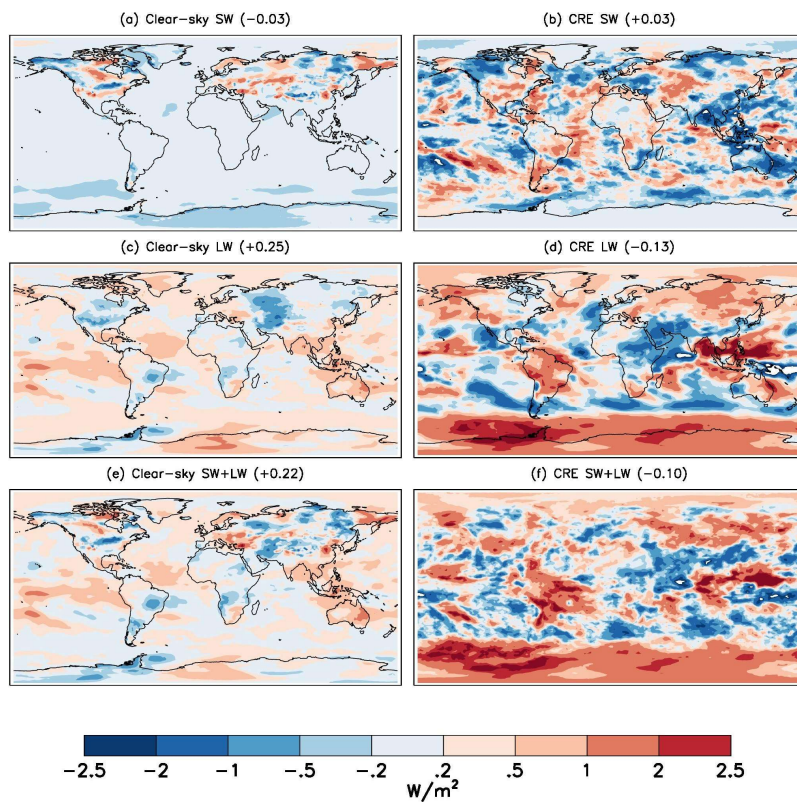 (a) Clear-sky SW (-0.03)
(b) CRE SW (+0.03)
(c) Clear-sky LW (+0.25)
(d) CRE LW (-0.13)
(e) Clear-sky SW+LW (+0.22)
(f) CRE SW+LW (-0.10)
-2.5 -2 -1 -.5 -.2 .2 .5 1 2 2.5
W/m²